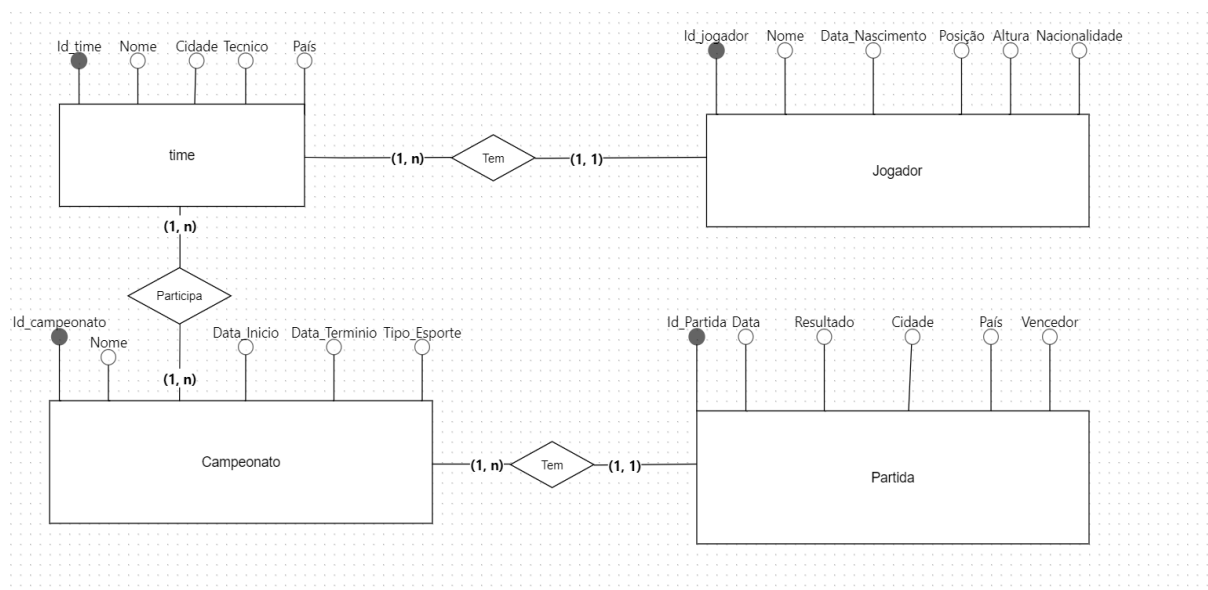 Id_time Nome Cidade Tecnico País
Id_jogador Nome Data_Nascimento Posição Altura Nacionalidade
time
(1, n) Tem (1, 1)
Jogador
(1, n)
Participa
Id_campeonato Nome Data_Inicio Data_Terminio Tipo_Esporte
Id_Partida Data Resultado Cidade País Vencedor
(1, n)
Campeonato
(1, n) Tem (1, 1)
Partida